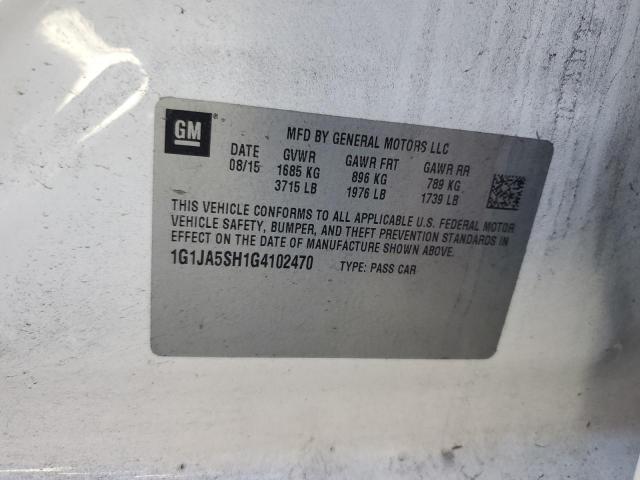 GM ®
MFD BY GENERAL MOTORS LLC
DATE GVWR GAWR FRT GAWR RR
08/15 1685 KG 896 KG 789 KG
3715 LB 1976 LB 1739 LB
THIS VEHICLE CONFORMS TO ALL APPLICABLE U.S. FEDERAL MOTOR
VEHICLE SAFETY, BUMPER, AND THEFT PREVENTION STANDARDS IN
EFFECT ON THE DATE OF MANUFACTURE SHOWN ABOVE.
1G1JA5SH1G4102470 TYPE: PASS CAR